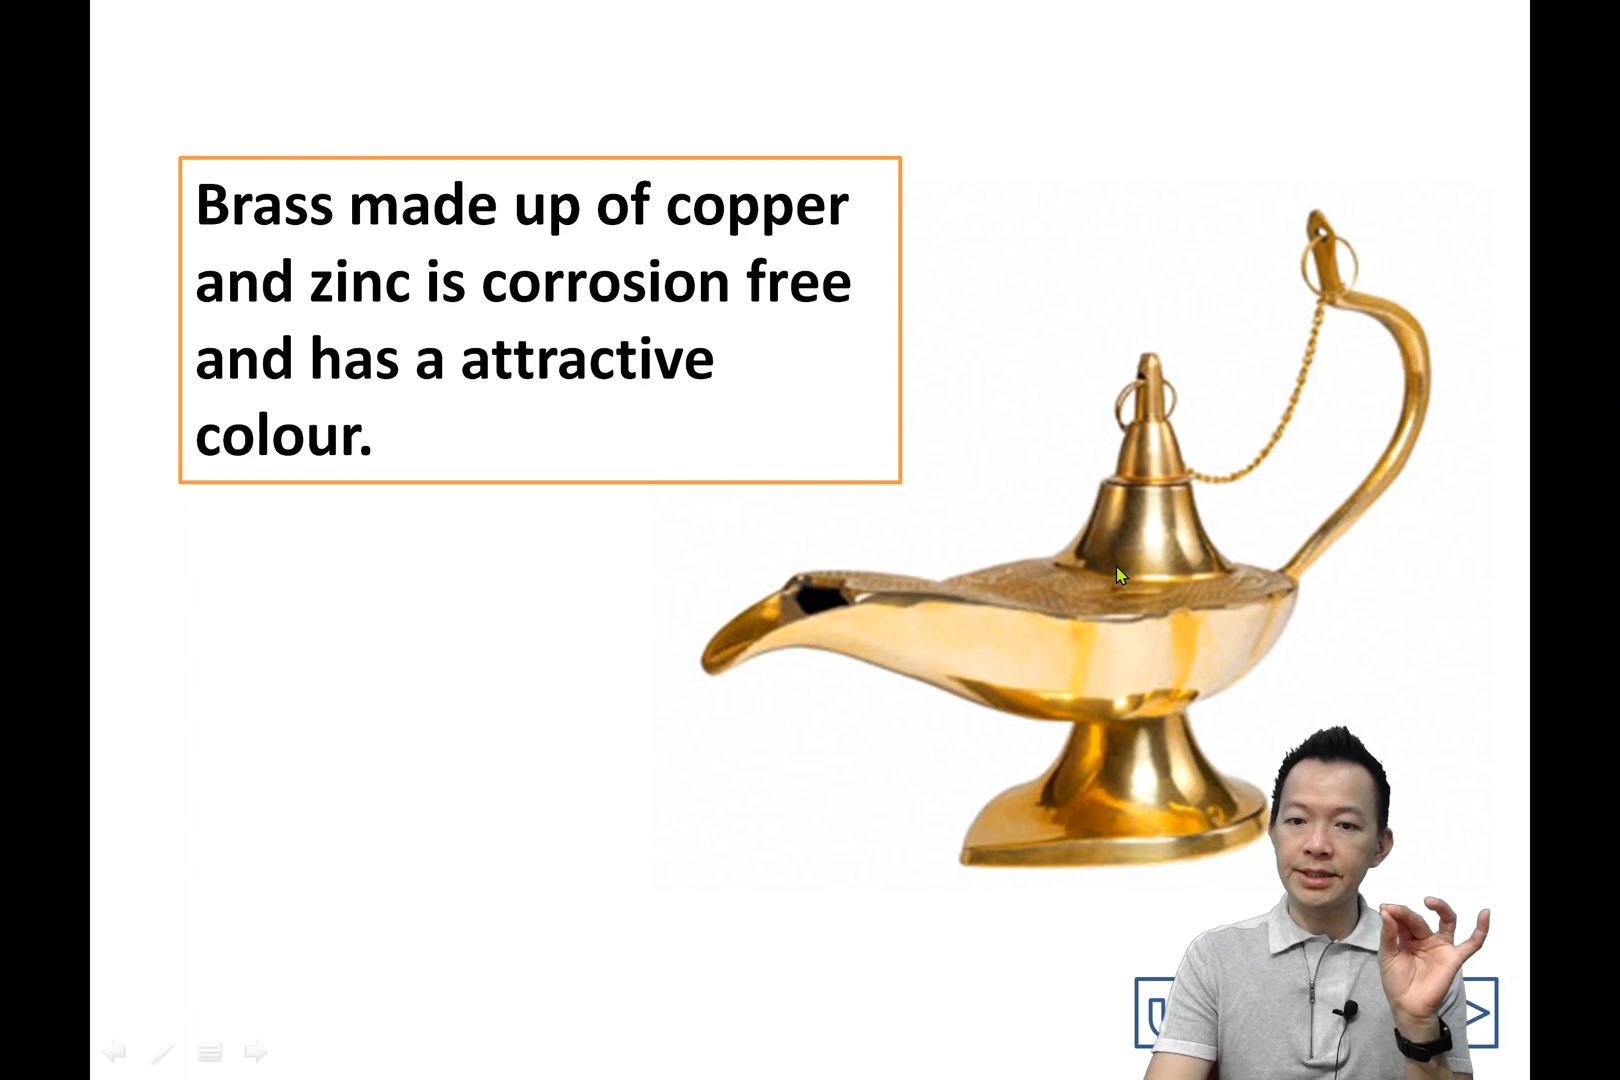 Brass made up of copper
and zinc is corrosion free
and has a attractive
colour.